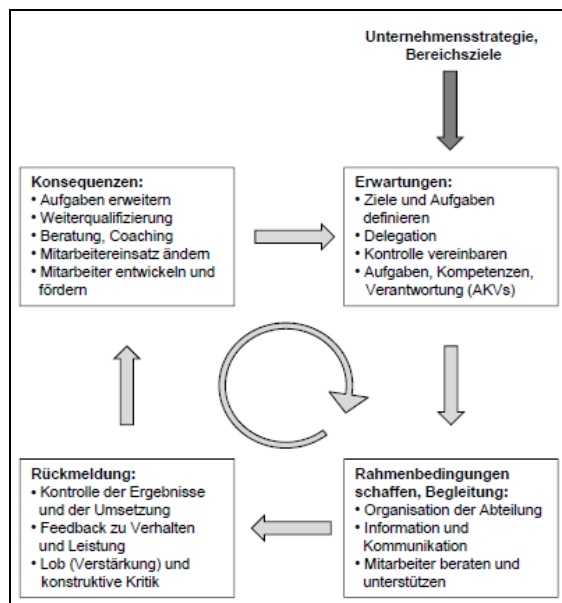 Unternehmensstrategie,
Bereichsziele
Konsequenzen:
• Aufgaben erweitern
• Weiterqualifizierung
• Beratung, Coaching
• Mitarbeitereinsatz ändern
• Mitarbeiter entwickeln und
fördern
Erwartungen:
• Ziele und Aufgaben
definieren
• Delegation
• Kontrolle vereinbaren
• Aufgaben, Kompetenzen,
Verantwortung (AKVs)
Rückmeldung:
• Kontrolle der Ergebnisse
und der Umsetzung
• Feedback zu Verhalten
und Leistung
• Lob (Verstärkung) und
konstruktive Kritik
Rahmenbedingungen
schaffen, Begleitung:
• Organisation der Abteilung
• Information und
Kommunikation
• Mitarbeiter beraten und
unterstützen